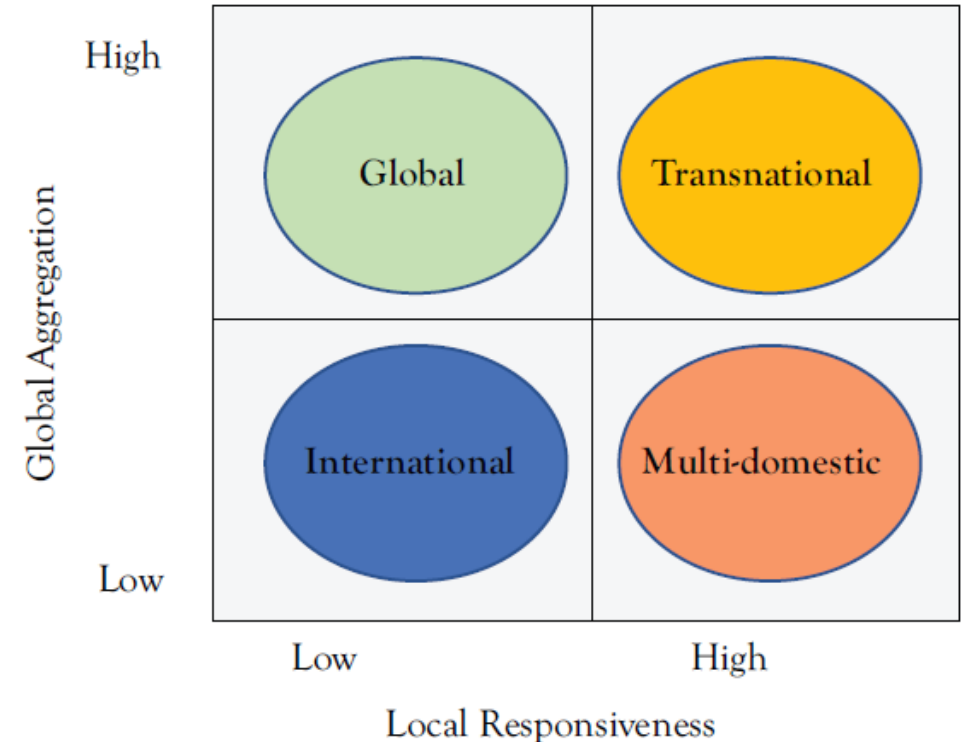 High
Global
Transnational
Global Aggregation
International
Multi-domestic
Low
Low
High
Local Responsiveness